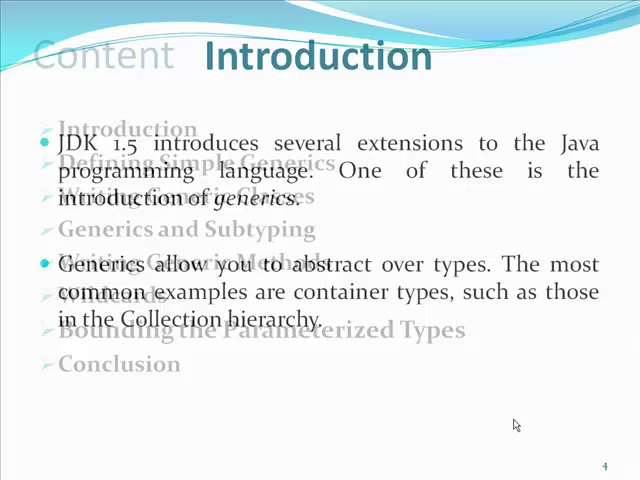 Content
Introduction
Introduction
JDK 1.5 introduces several extensions to the Java
Defining Simple Generics
programming language. One of these is the
Writing Generic Classes
introduction of generics.
Generics and Subtyping
Writing Generic Methods
Generics allow you to abstract over types. The most
Wildcards
common examples are container types, such as those
in the Collection hierarchy.
Bounding the Parameterized Types
Conclusion
4